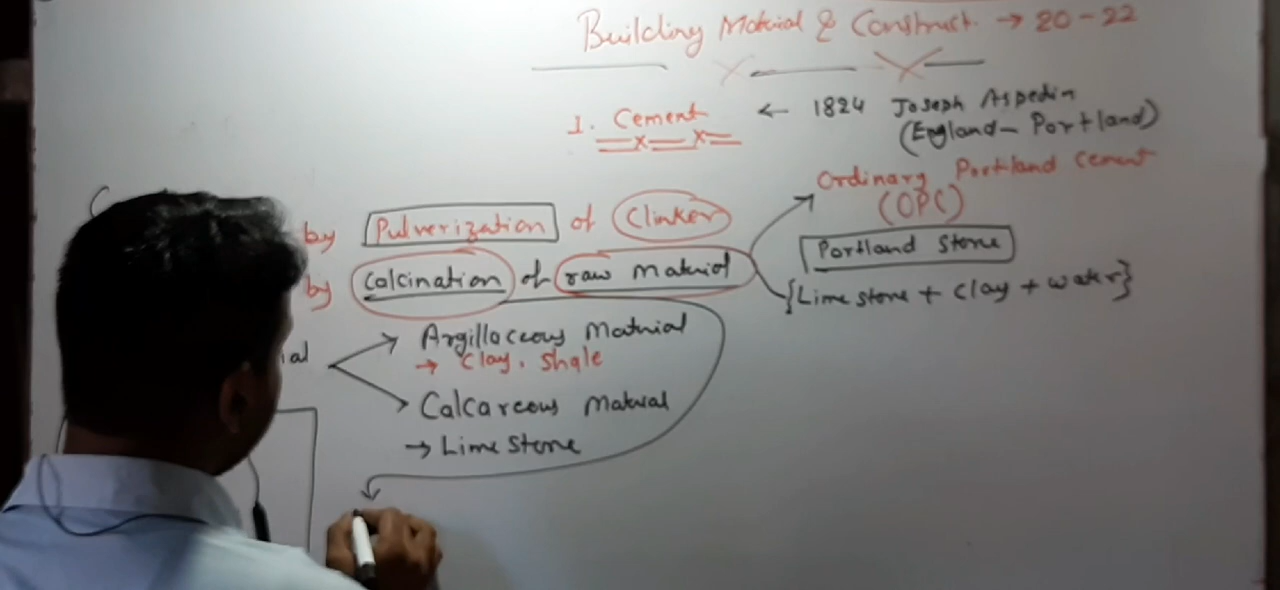 Building Material & Construct. → 20-22
1. Cement ← 1824 Joseph Aspedin
(England - Portland)
Ordinary Portland Cement
(OPC)
by Pulverization of Clinker
Portland Stone
by Calcination of raw Material
{Lime stone + Clay + water}
Argillaceous Material
→ Clay, Shale
ial
Calcareous Material
→ Lime Stone